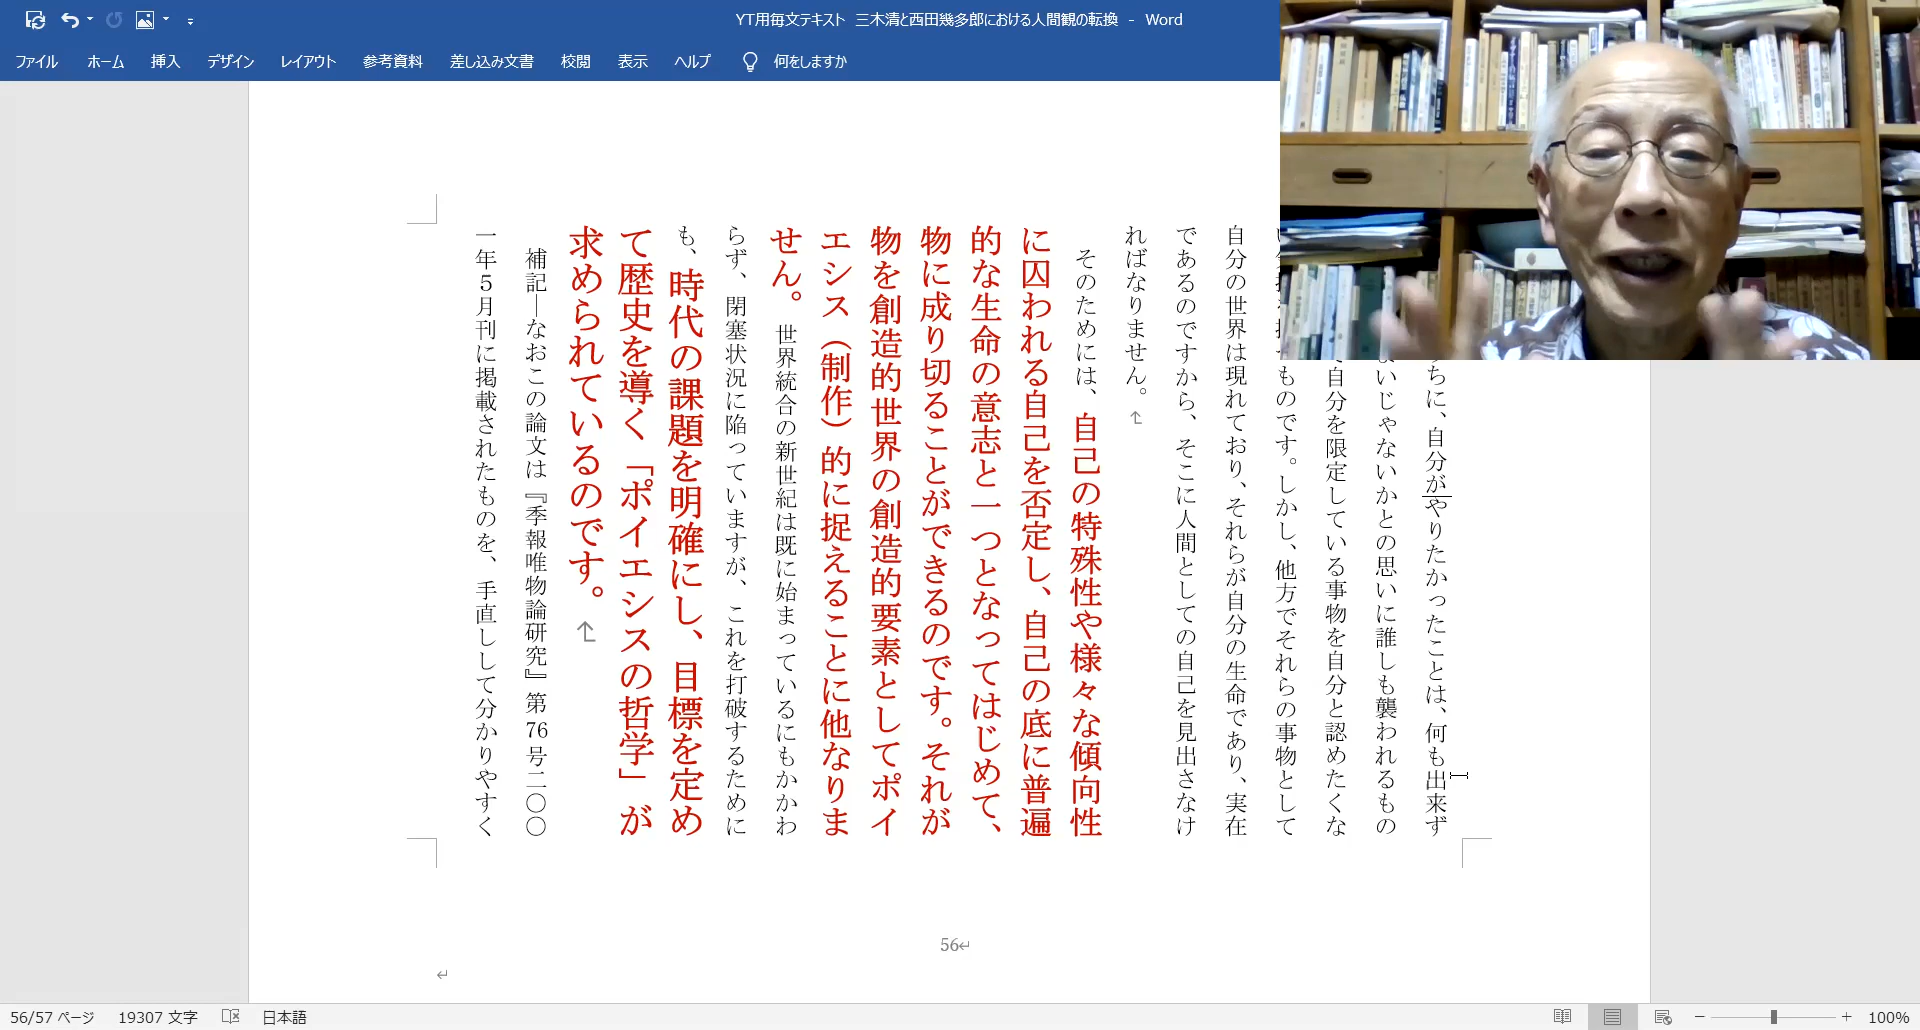 YT用毎文テキスト 三木清と西田幾多郎における人間観の転換 - Word
ファイル ホーム 挿入 デザイン レイアウト 参考資料 差し込み文書 校閲 表示 ヘルプ 何をしますか
ちに、自分がやりたかったことは、何も出来ず
いじゃないかとの思いに誰しも襲われるもの
自分を限定している事物を自分と認めたくな
ものです。しかし、他方でそれらの事物として
自分の世界は現れており、それらが自分の生命であり、実在
であるのですから、そこに人間としての自己を見出さなけ
ればなりません。
そのためには、自己の特殊性や様々な傾向性
に囚われる自己を否定し、自己の底に普遍
的な生命の意志と一つとなってはじめて、
物に成り切ることができるのです。それが
物を創造的世界の創造的要素としてポイ
エシス（制作）的に捉えることに他なりま
せん。世界統合の新世紀は既に始まっているにもかかわ
らず、閉塞状況に陥っていますが、これを打破するために
も、時代の課題を明確にし、目標を定め
て歴史を導く「ポイエシスの哲学」が
求められているのです。
補記―なおこの論文は『季報唯物論研究』第76号二〇〇
一年５月刊に掲載されたものを、手直しして分かりやすく
56
56/57 ページ 19307 文字 日本語 100%